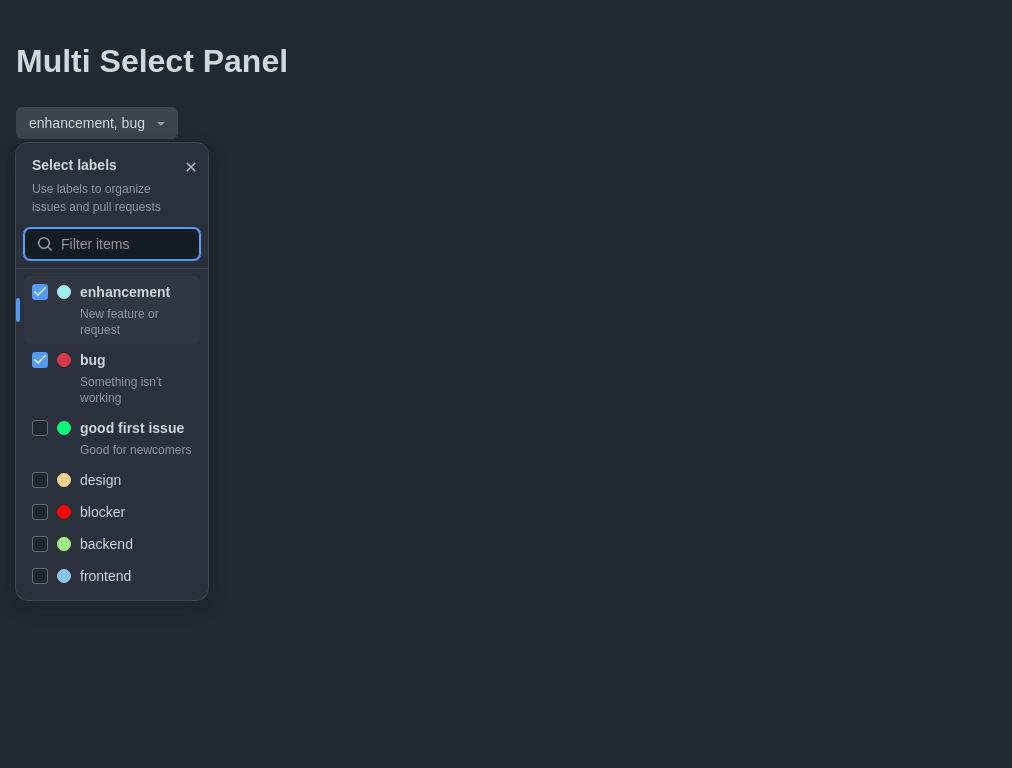 Multi Select Panel
enhancement, bug
Select labels
Use labels to organize
issues and pull requests
Filter items
enhancement
New feature or
request
bug
Something isn't
working
good first issue
Good for newcomers
design
blocker
backend
frontend